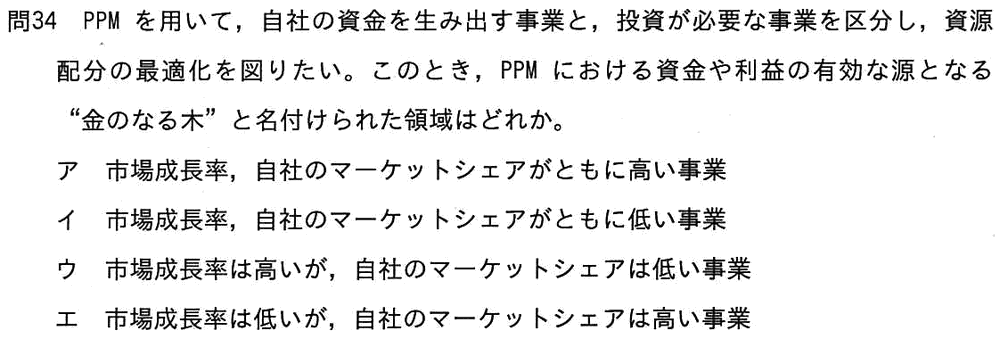 問34 PPM を用いて，自社の資金を生み出す事業と，投資が必要な事業を区分し，資源
配分の最適化を図りたい。このとき，PPM における資金や利益の有効な源となる
“金のなる木”と名付けられた領域はどれか。
ア 市場成長率，自社のマーケットシェアがともに高い事業
イ 市場成長率，自社のマーケットシェアがともに低い事業
ウ 市場成長率は高いが，自社のマーケットシェアは低い事業
エ 市場成長率は低いが，自社のマーケットシェアは高い事業